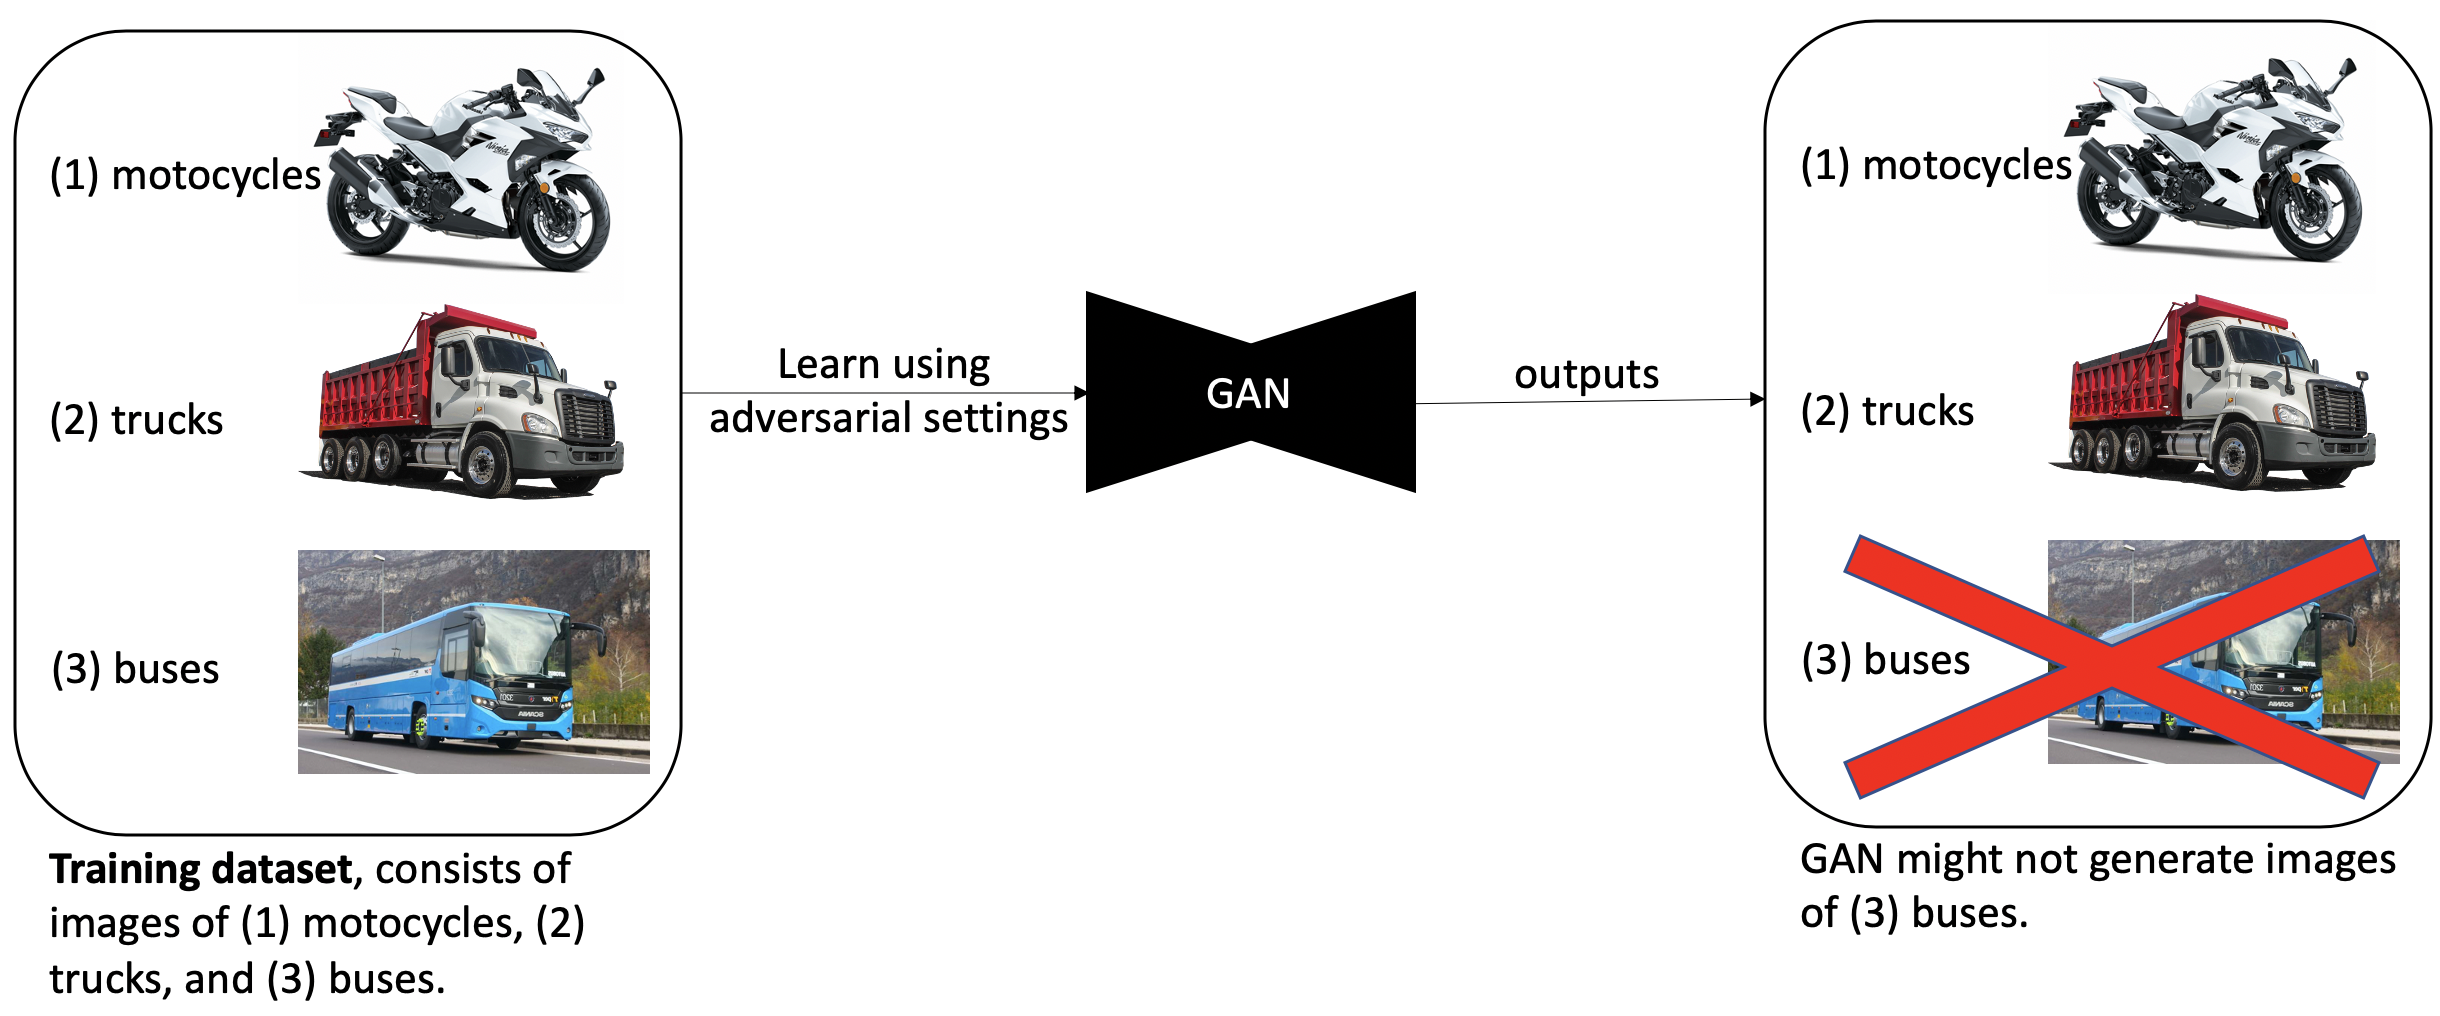 (1) motocycles
Ninja
(2) trucks
(3) buses
Training dataset, consists of
images of (1) motocycles, (2)
trucks, and (3) buses.
Learn using
adversarial settings
GAN
outputs
(1) motocycles
Ninja
(2) trucks
(3) buses
GAN might not generate images
of (3) buses.